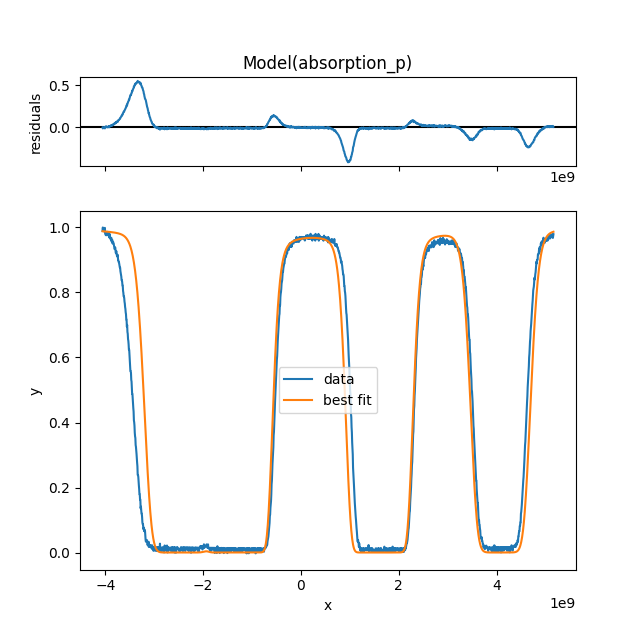 Model(absorption_p)
0.5
0.0
residuals
1e9
1.0
0.8
0.6
0.4
0.2
0.0
y
data
best fit
−4
−2
0
2
4
x
1e9